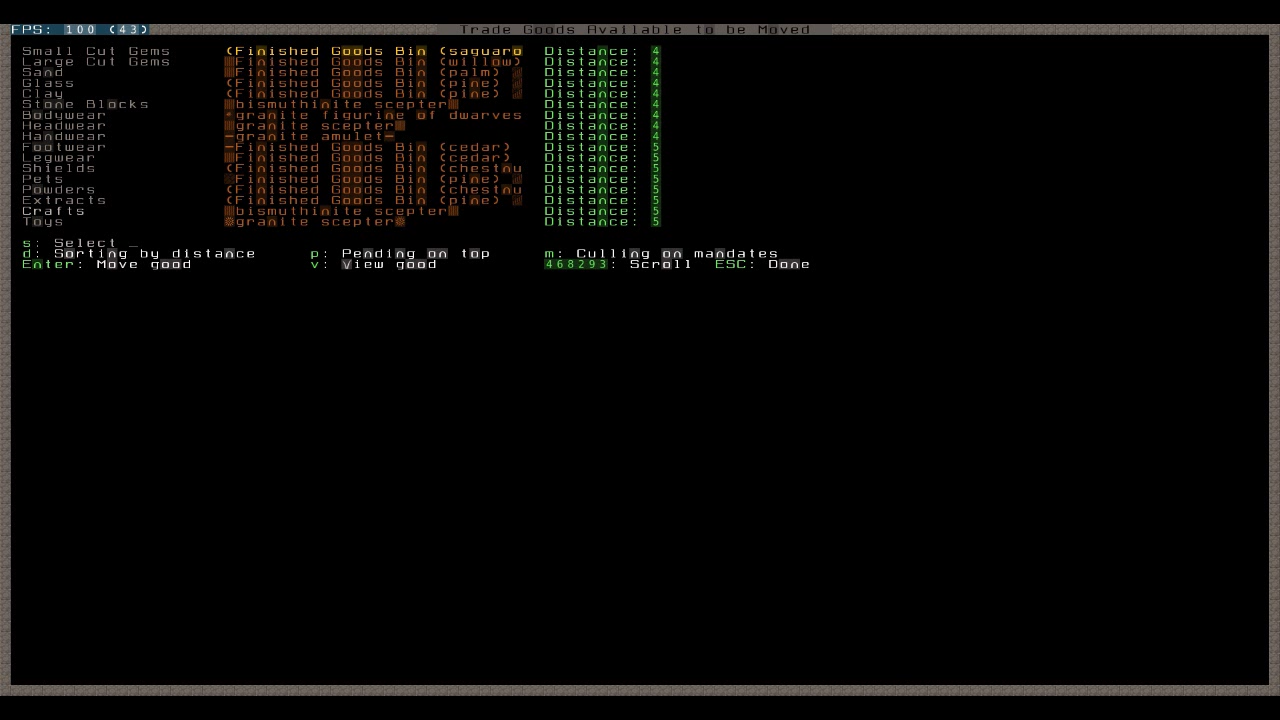 FPS: 100 (43) Trade Goods Available to be Moved
Small Cut Gems (Finished Goods Bin (saguaro Distance: 4
Large Cut Gems Finished Goods Bin (willow) Distance: 4
Sand Finished Goods Bin (palm) Distance: 4
Glass (Finished Goods Bin (pine) Distance: 4
Clay (Finished Goods Bin (pine) Distance: 4
Stone Blocks bismuthinite scepter Distance: 4
Bodywear *granite figurine of dwarves Distance: 4
Headwear granite scepter Distance: 4
Handwear -granite amulet- Distance: 4
Footwear -Finished Goods Bin (cedar) Distance: 5
Legwear Finished Goods Bin (cedar) Distance: 5
Shields (Finished Goods Bin (chestnu Distance: 5
Pets Finished Goods Bin (pine) Distance: 5
Powders (Finished Goods Bin (chestnu Distance: 5
Extracts (Finished Goods Bin (pine) Distance: 5
Crafts bismuthinite scepter Distance: 5
Toys ☼granite scepter☼ Distance: 5
s: Select _
d: Sorting by distance p: Pending on top m: Culling on mandates
Enter: Move good v: View good 468293: Scroll ESC: Done